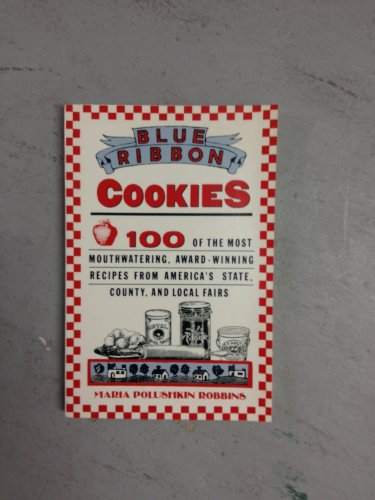 BLUE
RIBBON
COOKIES
100 OF THE MOST
MOUTHWATERING, AWARD-WINNING
RECIPES FROM AMERICA'S STATE,
COUNTY, AND LOCAL FAIRS
MARIA POLUSHKIN ROBBINS